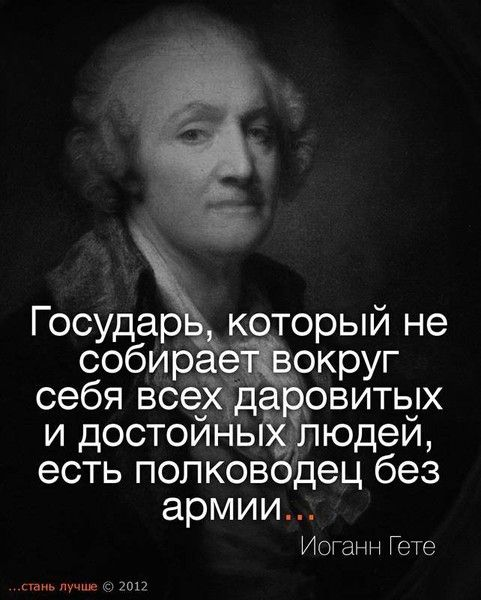 Государь, который не
собирает вокруг
себя всех даровитых
и достойных людей,
есть полководец без
армии...
Иоганн Гете
...стань лучше © 2012